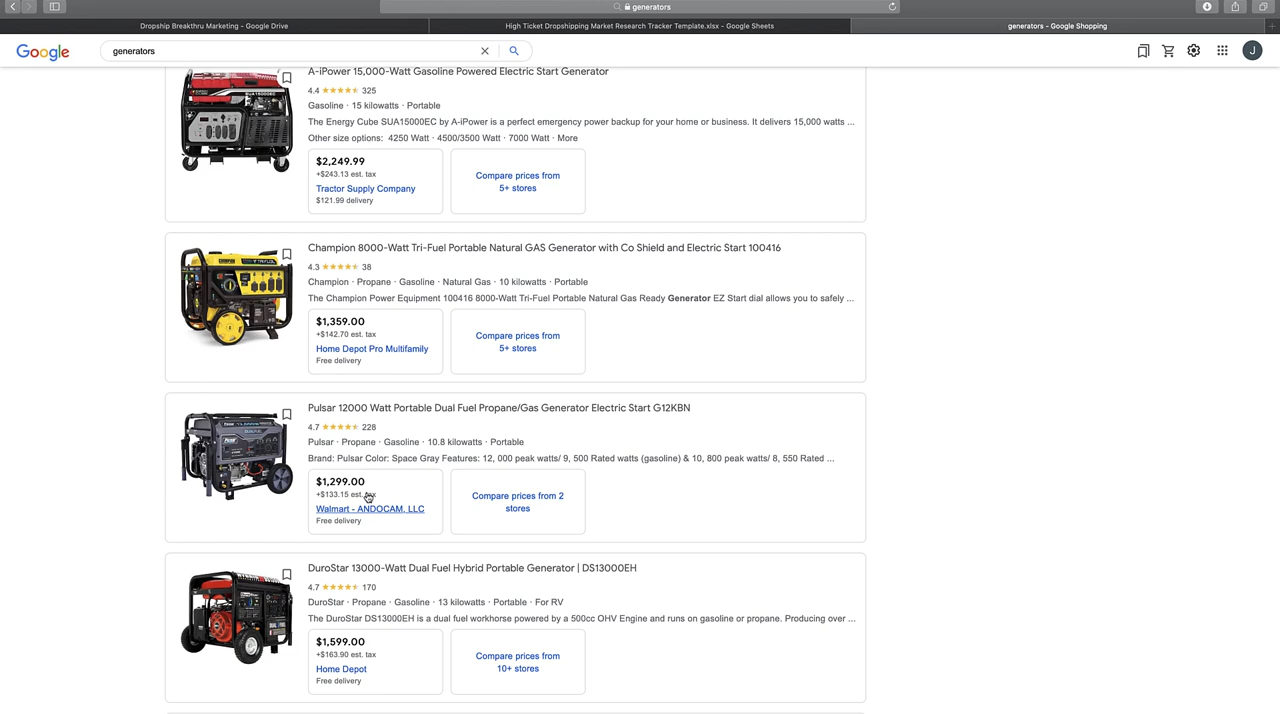 generators
Dropship Breakthru Marketing - Google Drive
High Ticket Dropshipping Market Research Tracker Template.xlsx - Google Sheets
generators - Google Shopping
Google
generators
J
A-iPower 15,000-Watt Gasoline Powered Electric Start Generator
4.4 325
Gasoline · 15 kilowatts · Portable
The Energy Cube SUA15000EC by A-iPower is a perfect emergency power backup for your home or business. It delivers 15,000 watts ...
Other size options: 4250 Watt · 4500/3500 Watt · 7000 Watt · More
$2,249.99
+$243.13 est. tax
Tractor Supply Company
$121.99 delivery
Compare prices from
5+ stores
Champion 8000-Watt Tri-Fuel Portable Natural GAS Generator with Co Shield and Electric Start 100416
4.3 38
Champion · Propane · Gasoline · Natural Gas · 10 kilowatts · Portable
The Champion Power Equipment 100416 8000-Watt Tri-Fuel Portable Natural Gas Ready Generator EZ Start dial allows you to safely ...
$1,359.00
+$142.70 est. tax
Home Depot Pro Multifamily
Free delivery
Compare prices from
5+ stores
Pulsar 12000 Watt Portable Dual Fuel Propane/Gas Generator Electric Start G12KBN
4.7 228
Pulsar · Propane · Gasoline · 10.8 kilowatts · Portable
Brand: Pulsar Color: Space Gray Features: 12, 000 peak watts/ 9, 500 Rated watts (gasoline) & 10, 800 peak watts/ 8, 550 Rated ...
$1,299.00
+$133.15 est. tax
Walmart - ANDOCAM, LLC
Free delivery
Compare prices from 2
stores
DuroStar 13000-Watt Dual Fuel Hybrid Portable Generator | DS13000EH
4.7 170
DuroStar · Propane · Gasoline · 13 kilowatts · Portable · For RV
The DuroStar DS13000EH is a dual fuel workhorse powered by a 500cc OHV Engine and runs on gasoline or propane. Producing over ...
$1,599.00
+$163.90 est. tax
Home Depot
Free delivery
Compare prices from
10+ stores